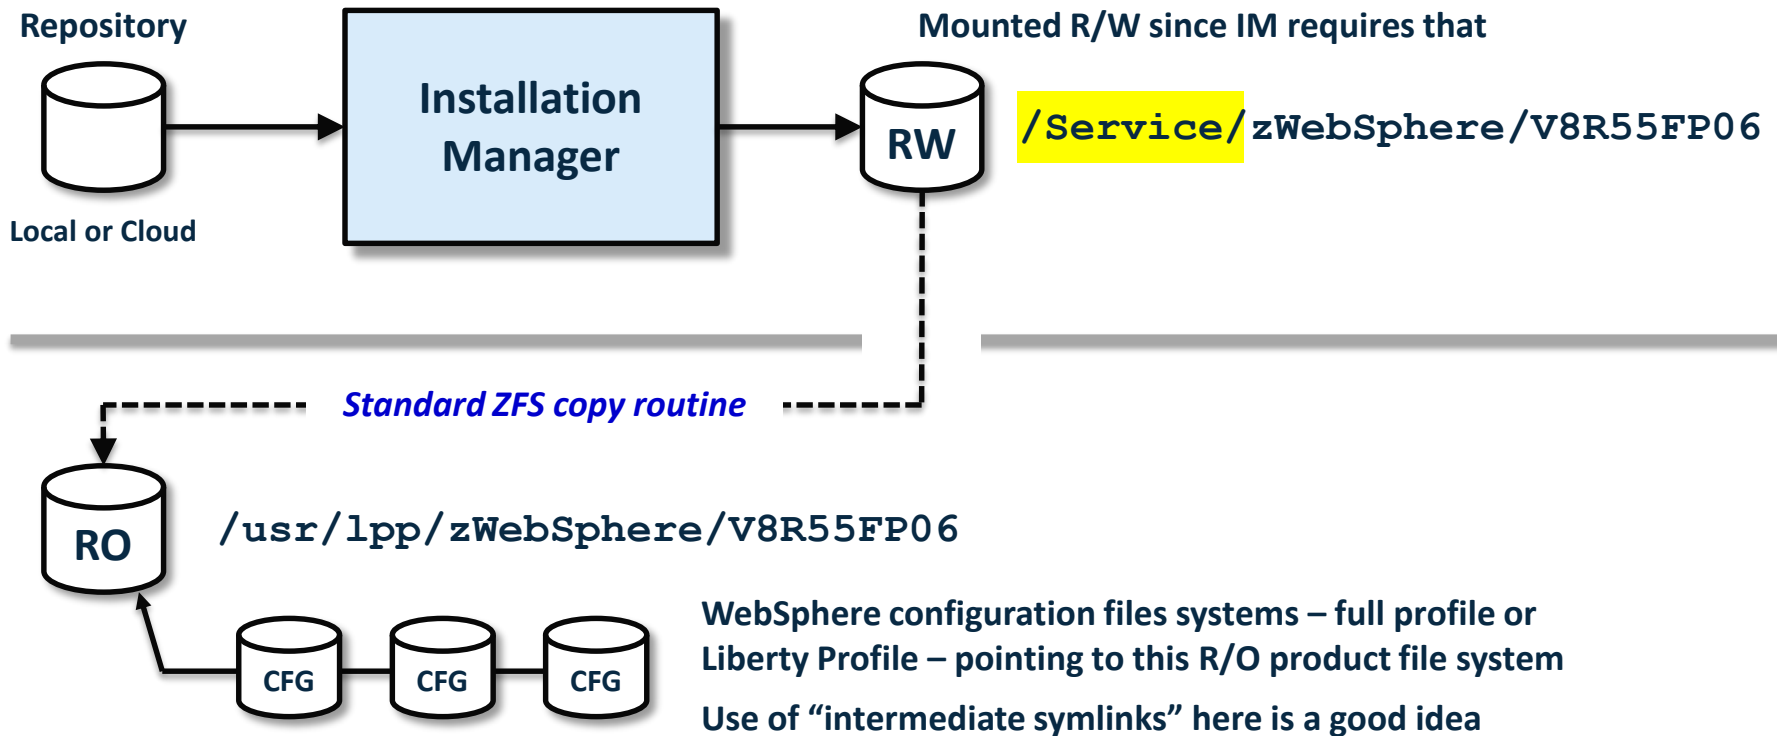 Repository
Mounted R/W since IM requires that
Installation
Manager
RW
/Service/zWebSphere/V8R55FP06
Local or Cloud
Standard ZFS copy routine
RO
/usr/lpp/zWebSphere/V8R55FP06
CFG
CFG
CFG
WebSphere configuration files systems – full profile or
Liberty Profile – pointing to this R/O product file system
Use of “intermediate symlinks” here is a good idea